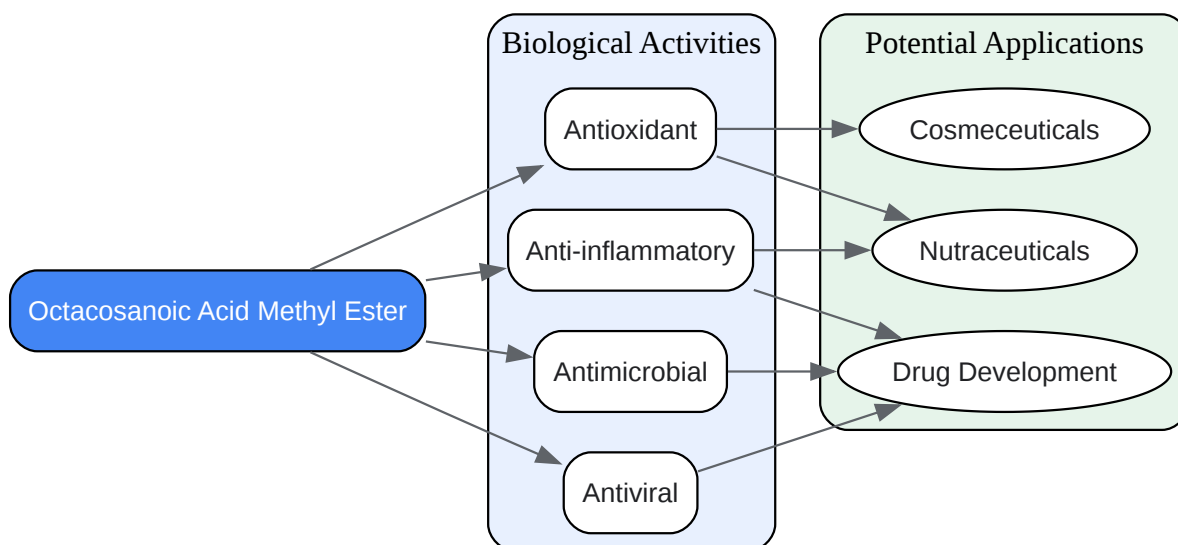 Octacosanoic Acid Methyl Ester
Biological Activities
Antioxidant
Anti-inflammatory
Antimicrobial
Antiviral
Potential Applications
Cosmeceuticals
Nutraceuticals
Drug Development